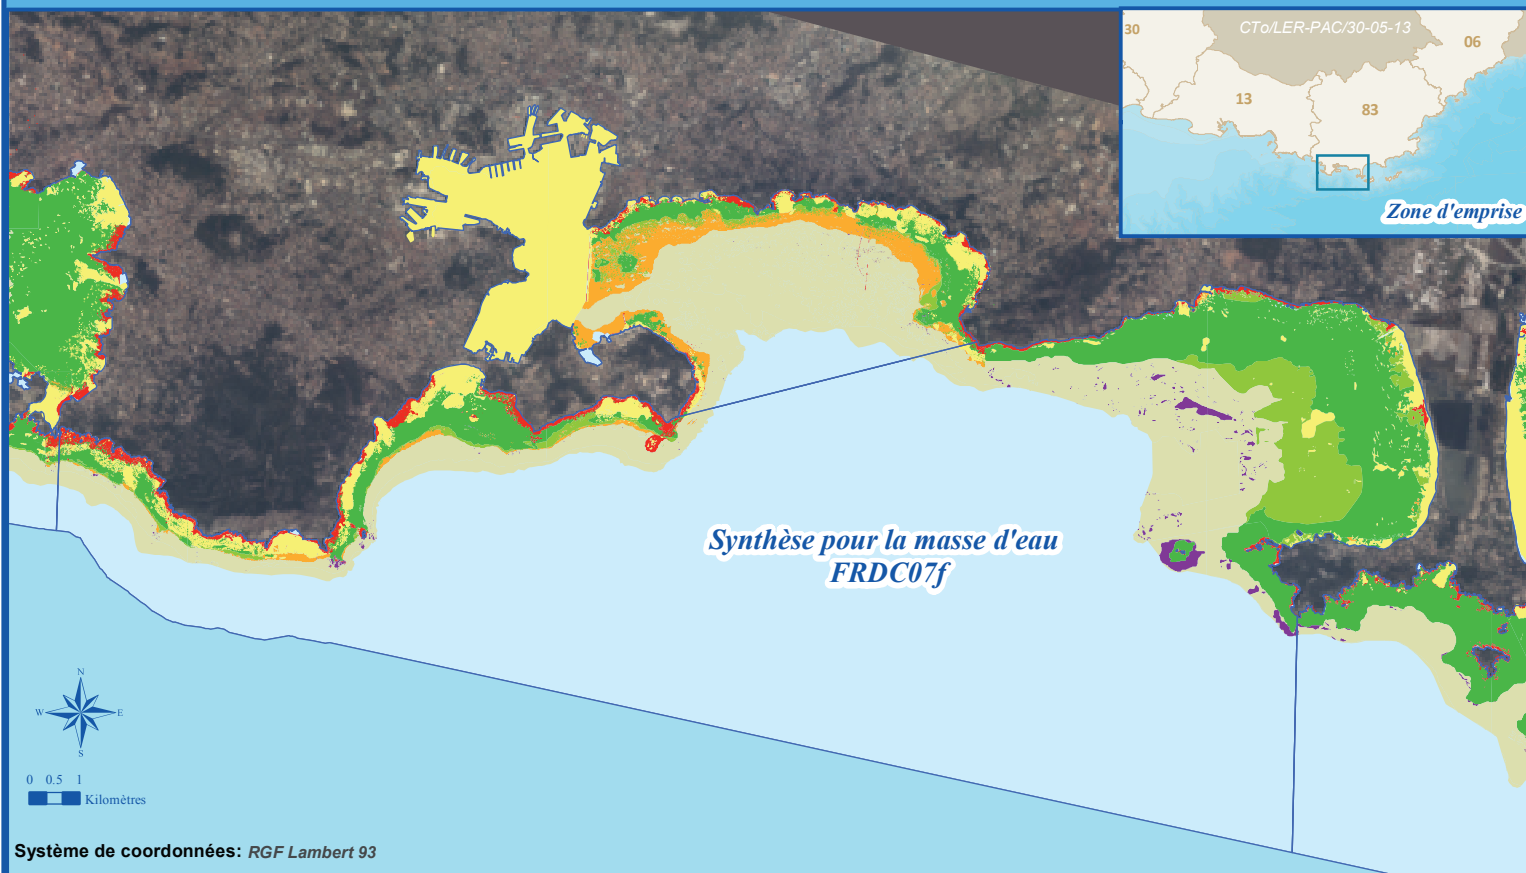 CTo/LER-PAC/30-05-13
30
06
13
83
Zone d'emprise
Synthèse pour la masse d'eau
FRDC07f
N
W
E
S
0 0.5 1
Kilomètres
Système de coordonnées: RGF Lambert 93